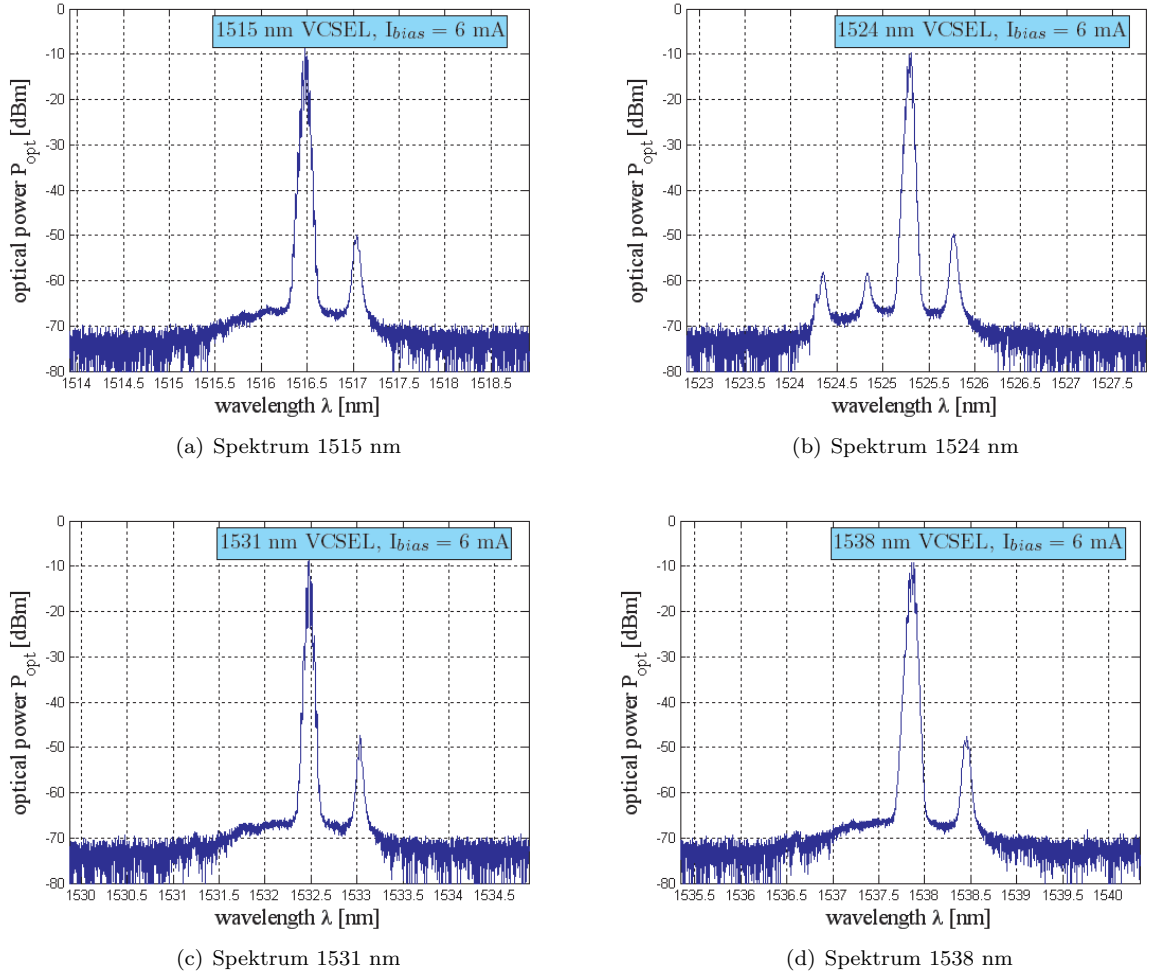 1515 nm VCSEL, I_bias = 6 mA
optical power P_opt [dBm]
0
-10
-20
-30
-40
-50
-60
-70
-80
1514 1514.5 1515 1515.5 1516 1516.5 1517 1517.5 1518 1518.5
wavelength λ [nm]
(a) Spektrum 1515 nm
1524 nm VCSEL, I_bias = 6 mA
optical power P_opt [dBm]
0
-10
-20
-30
-40
-50
-60
-70
-80
1523 1523.5 1524 1524.5 1525 1525.5 1526 1526.5 1527 1527.5
wavelength λ [nm]
(b) Spektrum 1524 nm
1531 nm VCSEL, I_bias = 6 mA
optical power P_opt [dBm]
0
-10
-20
-30
-40
-50
-60
-70
-80
1530 1530.5 1531 1531.5 1532 1532.5 1533 1533.5 1534 1534.5
wavelength λ [nm]
(c) Spektrum 1531 nm
1538 nm VCSEL, I_bias = 6 mA
optical power P_opt [dBm]
0
-10
-20
-30
-40
-50
-60
-70
-80
1535.5 1536 1536.5 1537 1537.5 1538 1538.5 1539 1539.5 1540
wavelength λ [nm]
(d) Spektrum 1538 nm